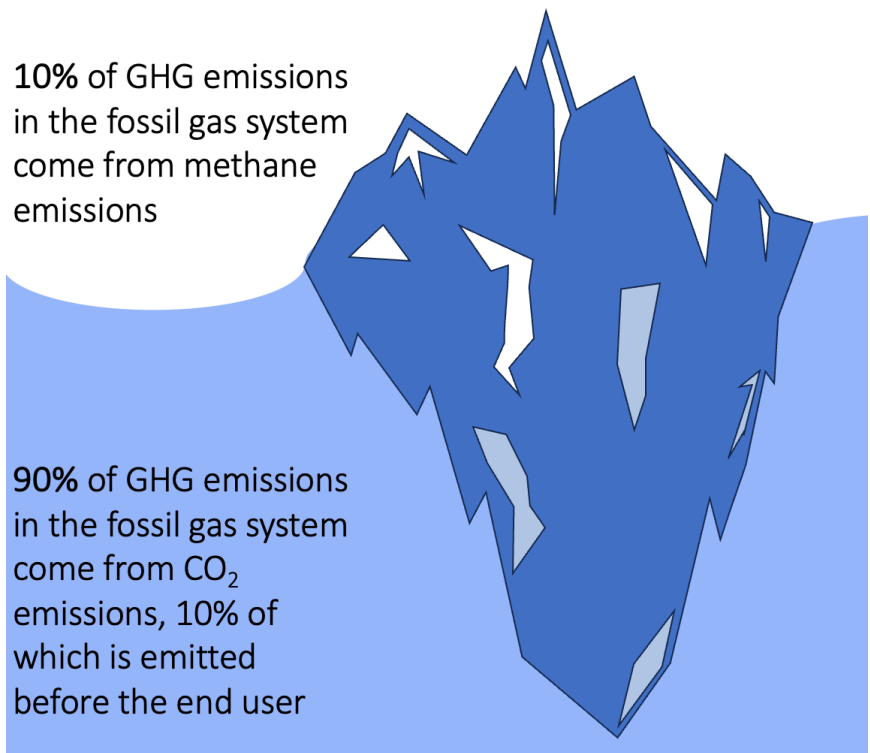 10% of GHG emissions
in the fossil gas system
come from methane
emissions
90% of GHG emissions
in the fossil gas system
come from CO₂
emissions, 10% of
which is emitted
before the end user